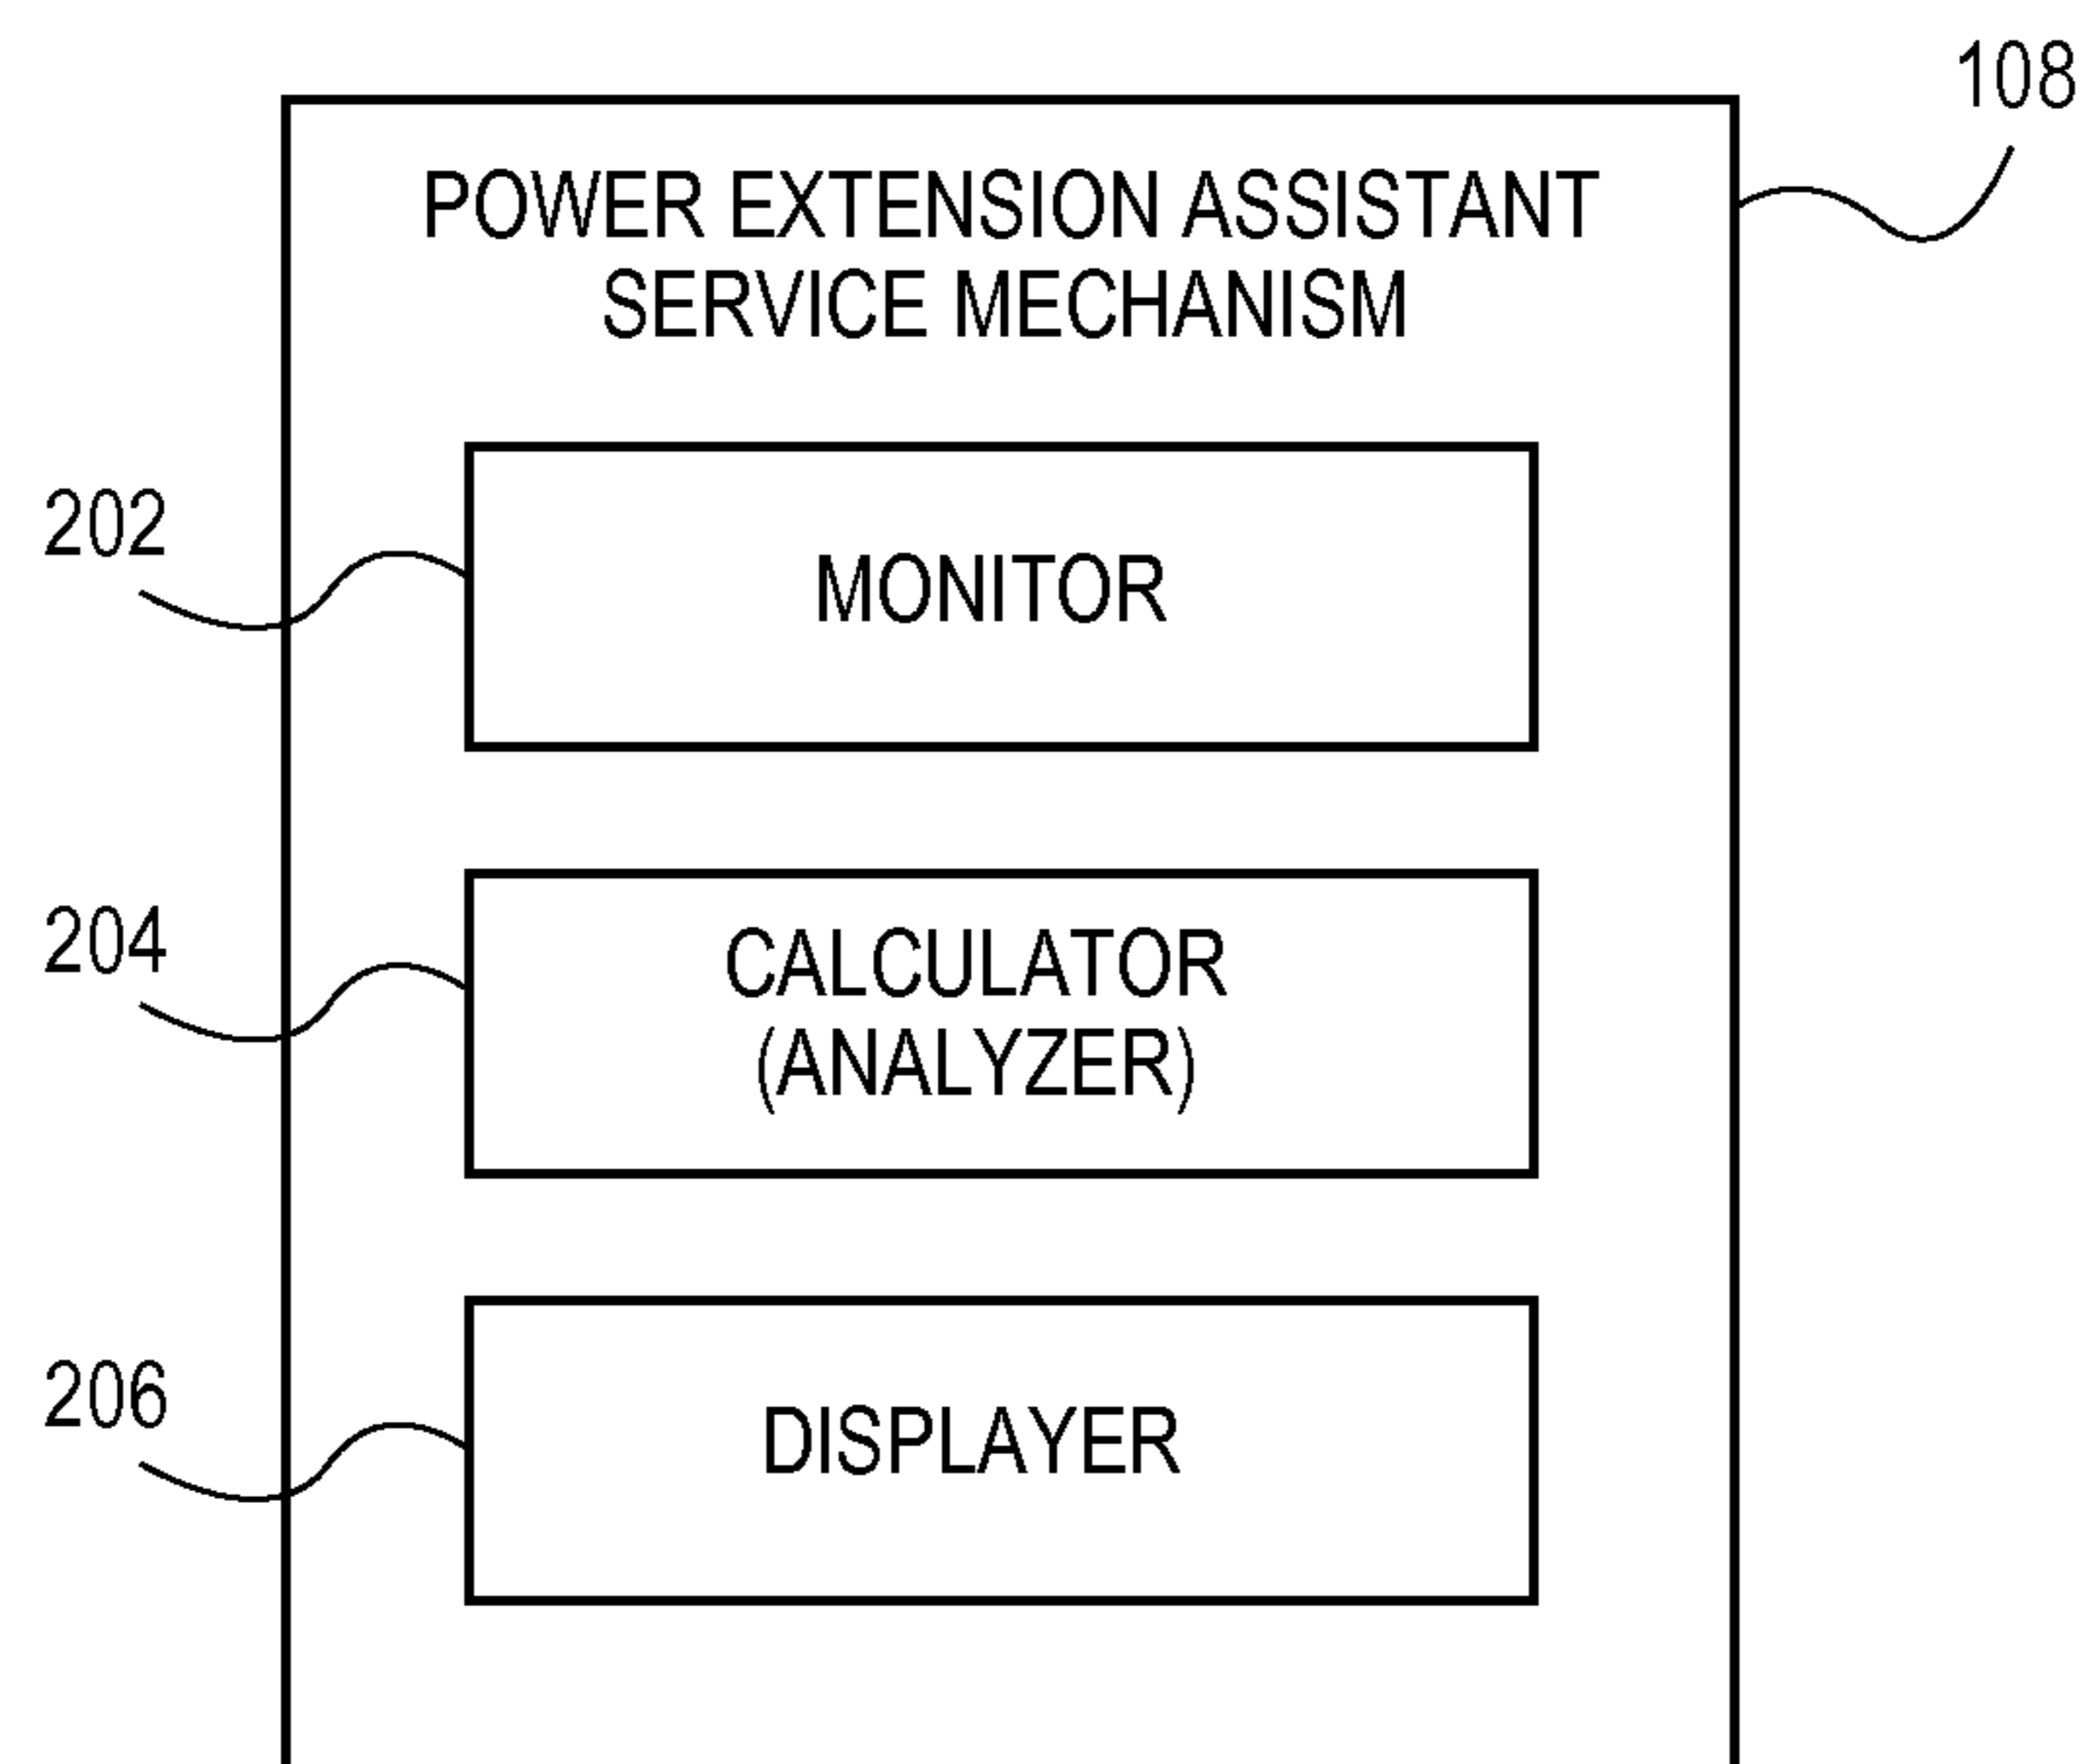 108
POWER EXTENSION ASSISTANT
SERVICE MECHANISM
202
MONITOR
204
CALCULATOR
(ANALYZER)
206
DISPLAYER